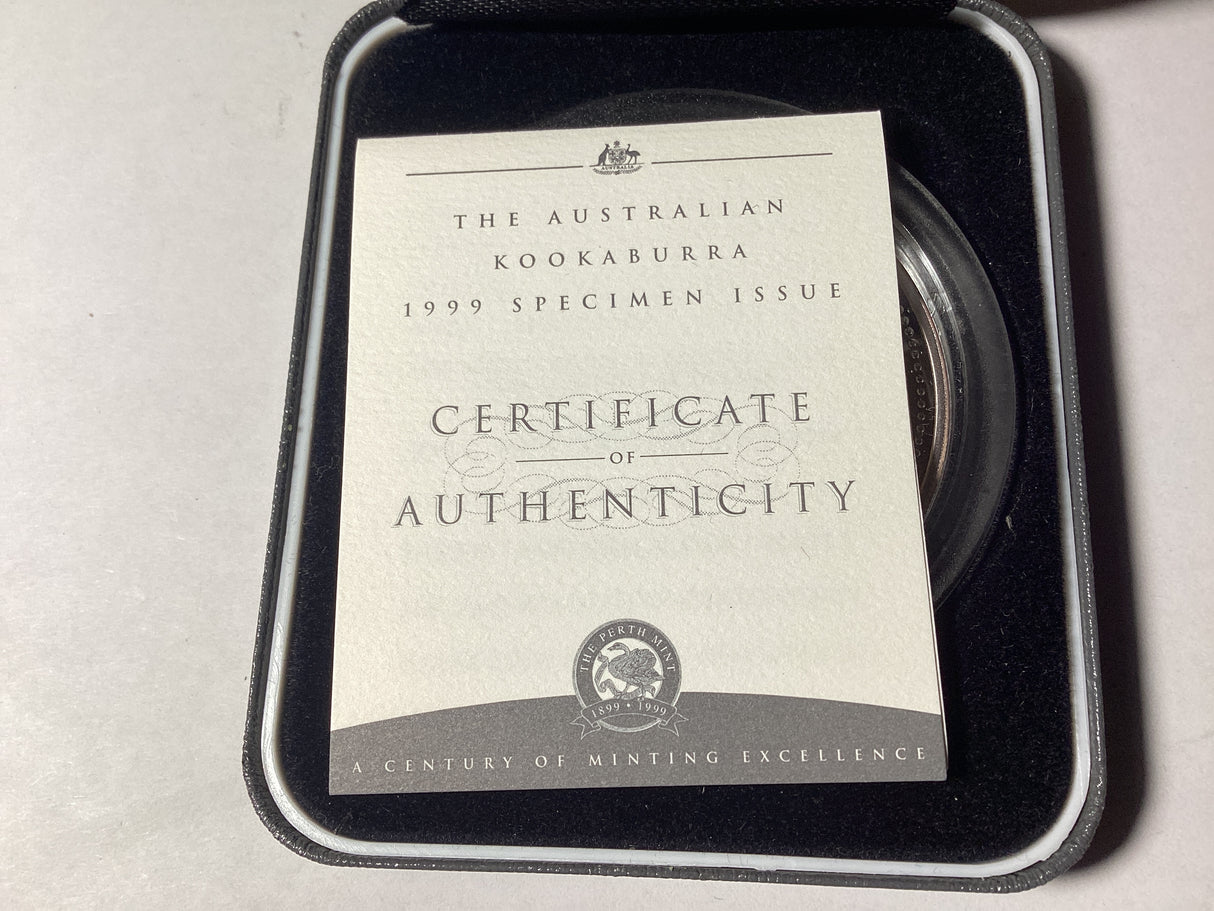 AUSTRALIA
THE AUSTRALIAN
KOOKABURRA
1999 SPECIMEN ISSUE
CERTIFICATE
OF
AUTHENTICITY
THE PERTH MINT
1899 • 1999
A CENTURY OF MINTING EXCELLENCE